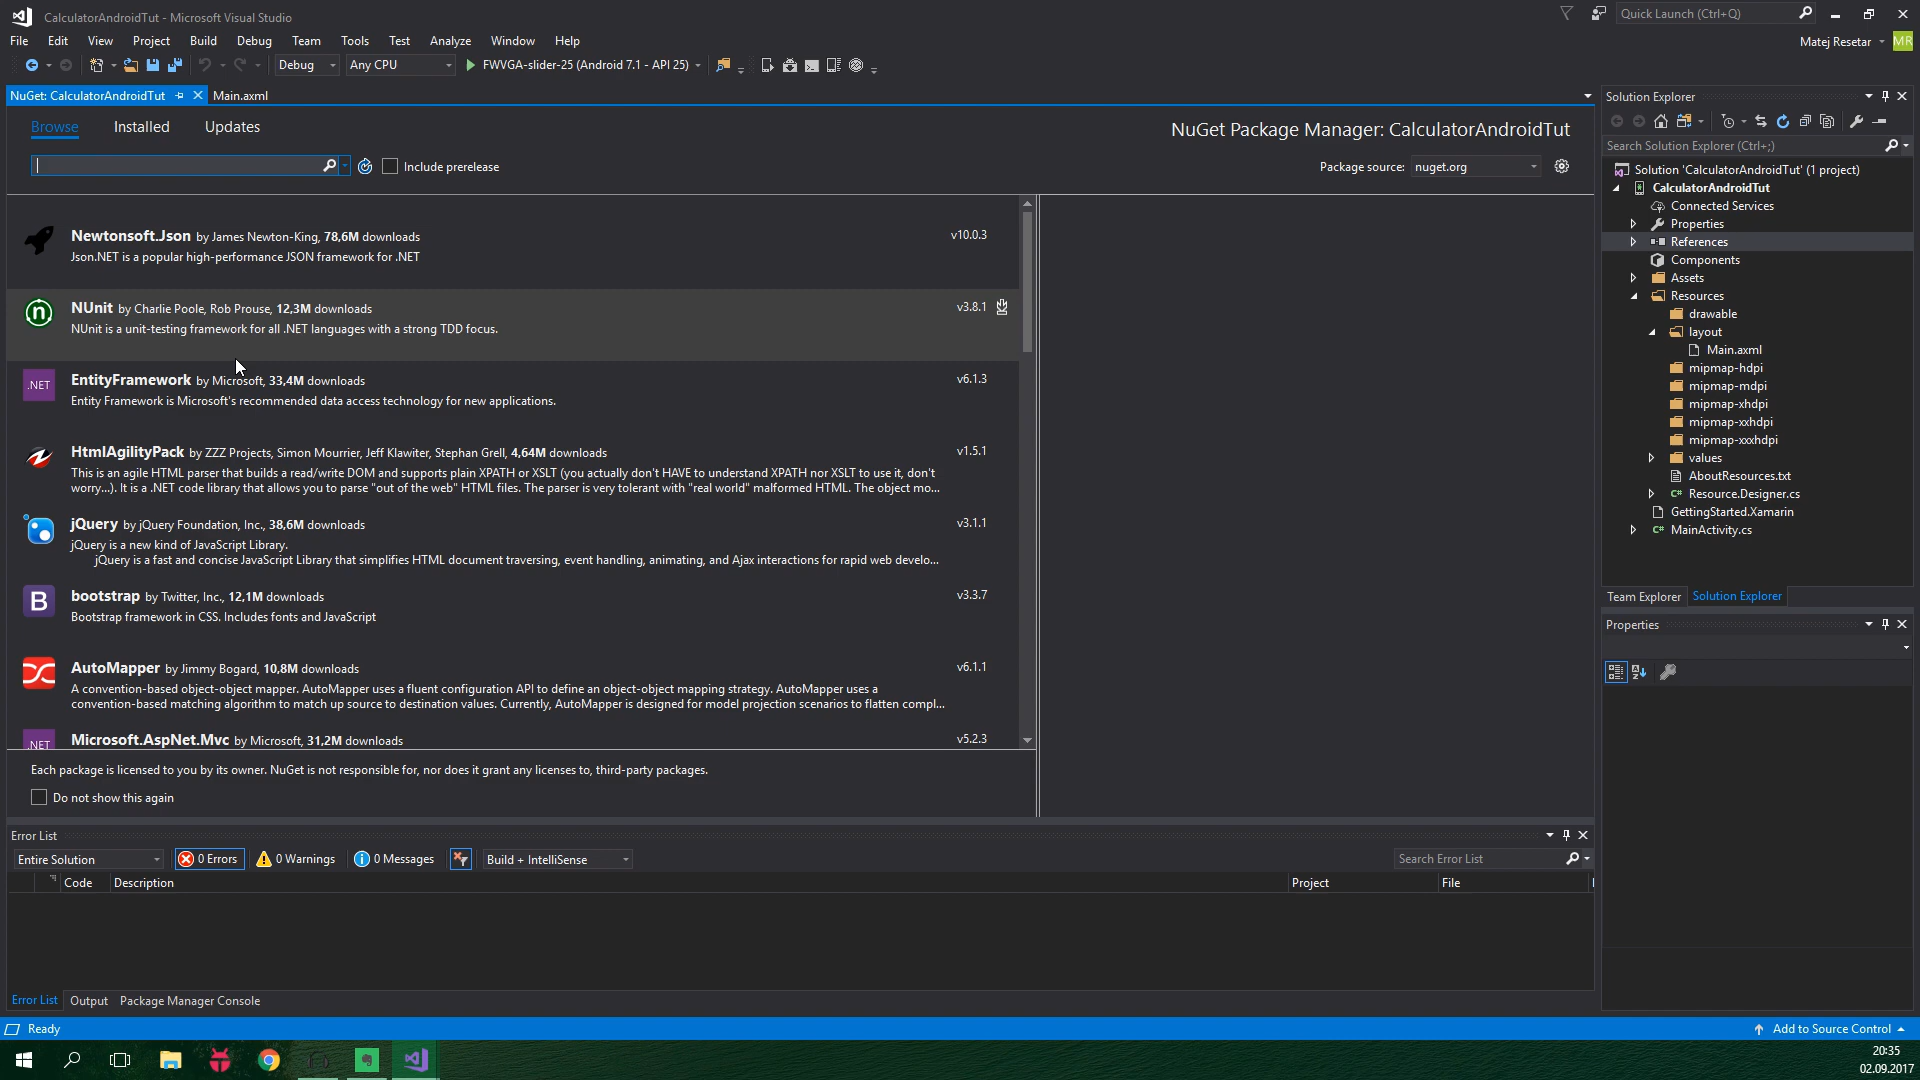 CalculatorAndroidTut - Microsoft Visual Studio
Quick Launch (Ctrl+Q)
File Edit View Project Build Debug Team Tools Test Analyze Window Help
Matej Resetar MR
Debug Any CPU FWVGA-slider-25 (Android 7.1 - API 25)
NuGet: CalculatorAndroidTut Main.axml
Browse Installed Updates
NuGet Package Manager: CalculatorAndroidTut
Include prerelease
Package source: nuget.org
Newtonsoft.Json by James Newton-King, 78,6M downloads v10.0.3
Json.NET is a popular high-performance JSON framework for .NET
NUnit by Charlie Poole, Rob Prouse, 12,3M downloads v3.8.1
NUnit is a unit-testing framework for all .NET languages with a strong TDD focus.
.NET
EntityFramework by Microsoft, 33,4M downloads v6.1.3
Entity Framework is Microsoft's recommended data access technology for new applications.
HtmlAgilityPack by ZZZ Projects, Simon Mourrier, Jeff Klawiter, Stephan Grell, 4,64M downloads v1.5.1
This is an agile HTML parser that builds a read/write DOM and supports plain XPATH or XSLT (you actually don't HAVE to understand XPATH nor XSLT to use it, don't
worry...). It is a .NET code library that allows you to parse "out of the web" HTML files. The parser is very tolerant with "real world" malformed HTML. The object mo...
jQuery by jQuery Foundation, Inc., 38,6M downloads v3.1.1
jQuery is a new kind of JavaScript Library.
jQuery is a fast and concise JavaScript Library that simplifies HTML document traversing, event handling, animating, and Ajax interactions for rapid web develo...
B
bootstrap by Twitter, Inc., 12,1M downloads v3.3.7
Bootstrap framework in CSS. Includes fonts and JavaScript
AutoMapper by Jimmy Bogard, 10,8M downloads v6.1.1
A convention-based object-object mapper. AutoMapper uses a fluent configuration API to define an object-object mapping strategy. AutoMapper uses a
convention-based matching algorithm to match up source to destination values. Currently, AutoMapper is designed for model projection scenarios to flatten compl...
.NET
Microsoft.AspNet.Mvc by Microsoft, 31,2M downloads v5.2.3
Each package is licensed to you by its owner. NuGet is not responsible for, nor does it grant any licenses to, third-party packages.
Do not show this again
Error List
Entire Solution 0 Errors 0 Warnings 0 Messages Build + IntelliSense
Search Error List
Code Description Project File
Error List Output Package Manager Console
Solution Explorer
Search Solution Explorer (Ctrl+;)
Solution 'CalculatorAndroidTut' (1 project)
CalculatorAndroidTut
Connected Services
Properties
References
Components
Assets
Resources
drawable
layout
Main.axml
mipmap-hdpi
mipmap-mdpi
mipmap-xhdpi
mipmap-xxhdpi
mipmap-xxxhdpi
values
AboutResources.txt
C# Resource.Designer.cs
GettingStarted.Xamarin
C# MainActivity.cs
Team Explorer Solution Explorer
Properties
Ready
Add to Source Control
20:35
02.09.2017